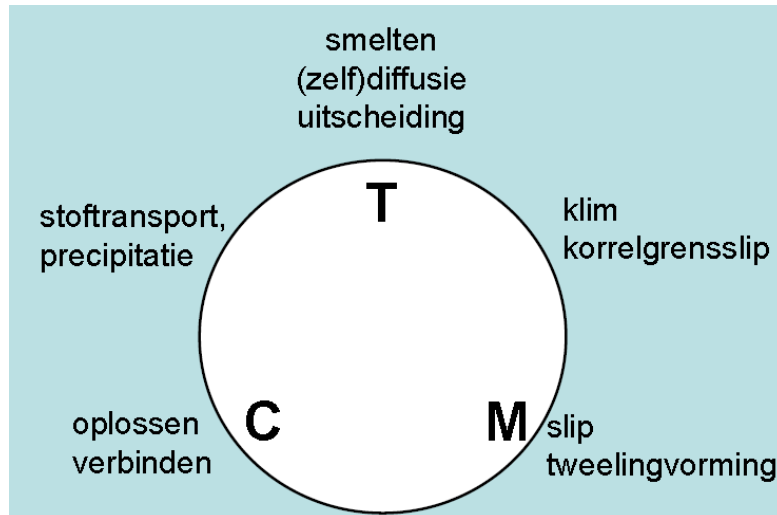 smelten
(zelf)diffusie
uitscheiding
T
stoftransport,
precipitatie
klim
korrelgrensslip
C
M
oplossen
verbinden
slip
tweelingvorming